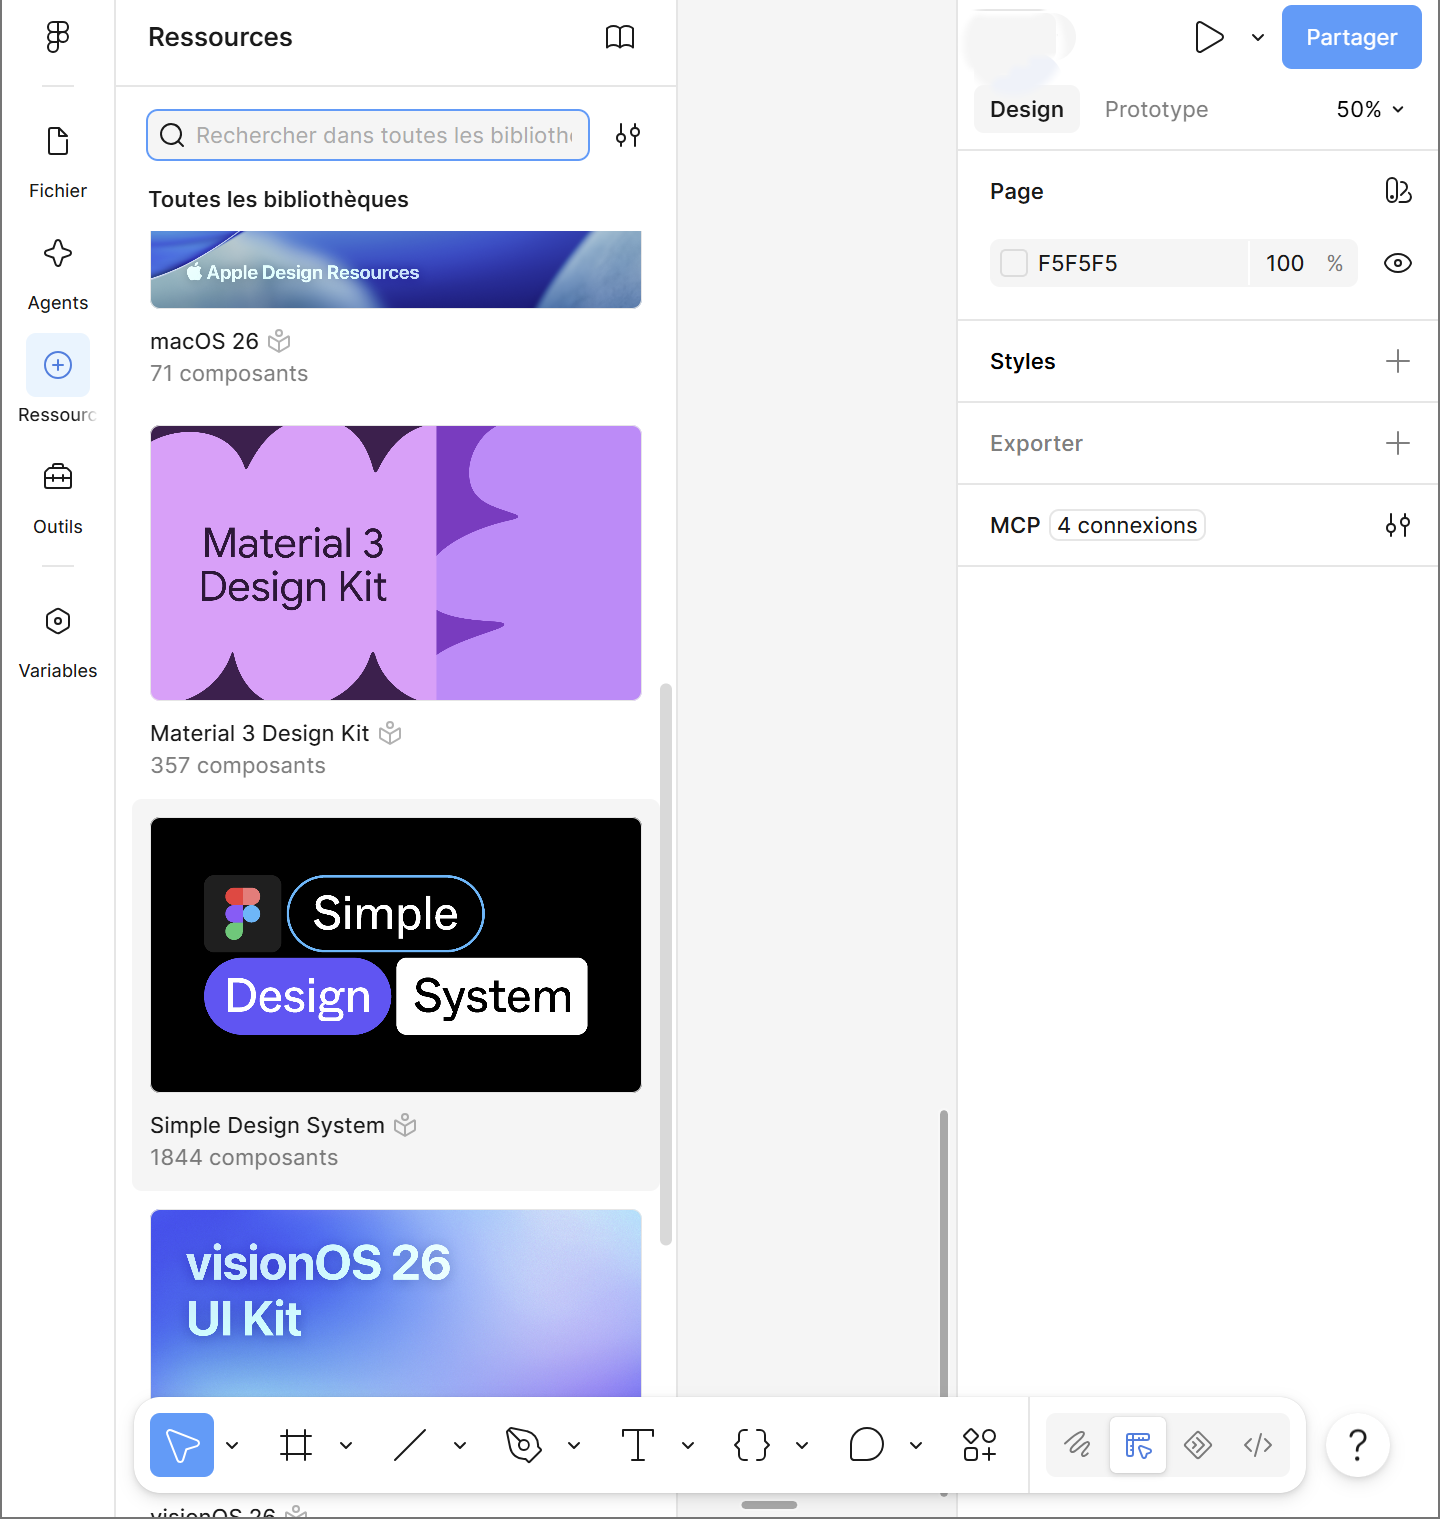 Fichier
Agents
Ressourc
Outils
Variables
Ressources
Rechercher dans toutes les biblioth
Toutes les bibliothèques
Apple Design Resources
macOS 26
71 composants
Material 3
Design Kit
Material 3 Design Kit
357 composants
Simple
Design System
Simple Design System
1844 composants
visionOS 26
UI Kit
visionOS 26
Partager
Design Prototype 50%
Page
F5F5F5 100 %
Styles
Exporter
MCP 4 connexions
?